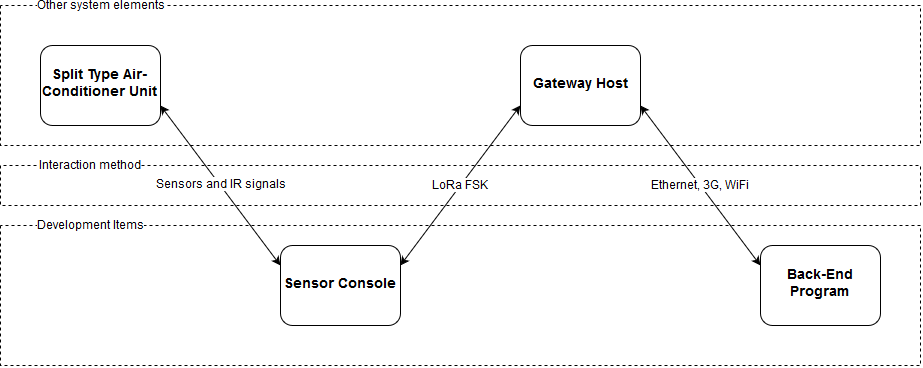 Other system elements
Split Type Air-
Conditioner Unit
Gateway Host
Interaction method
Sensors and IR signals
LoRa FSK
Ethernet, 3G, WiFi
Development Items
Sensor Console
Back-End
Program